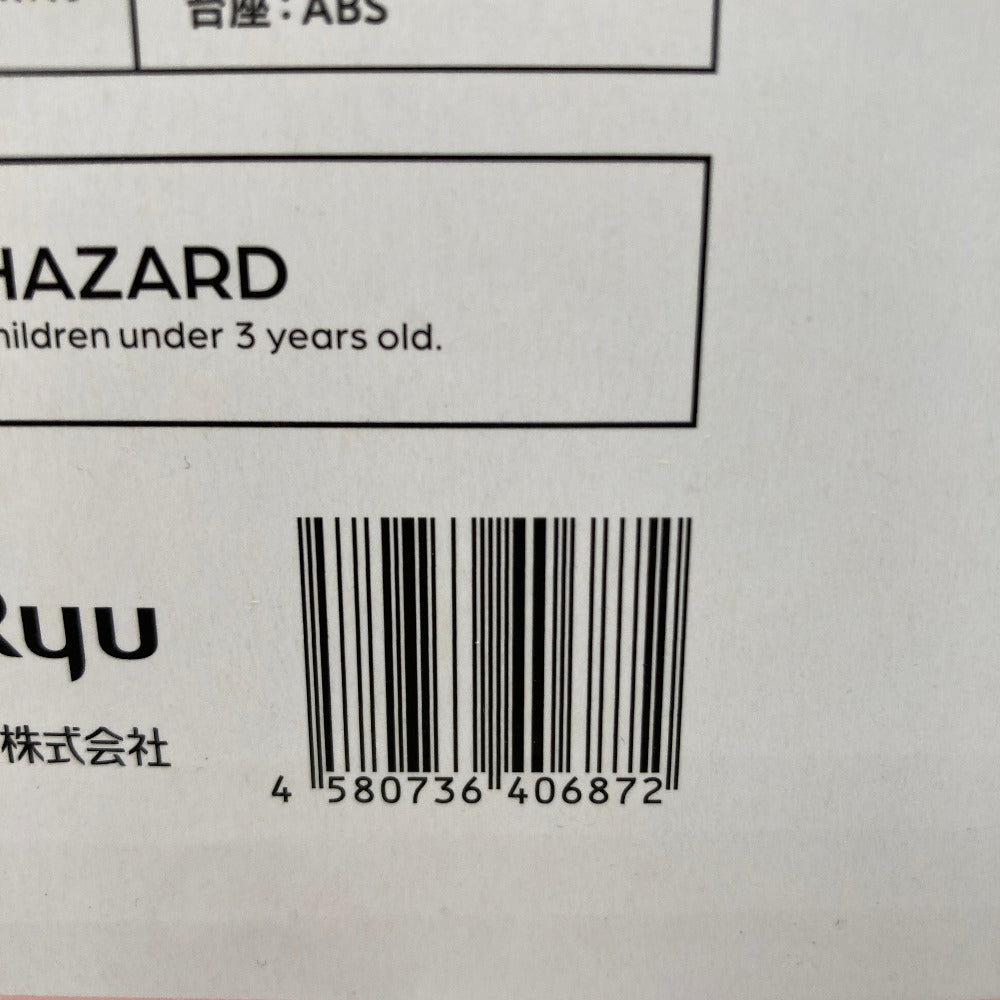 台座：ABS
HAZARD
hildren under 3 years old.
Ryu
株式会社
4 580736 406872